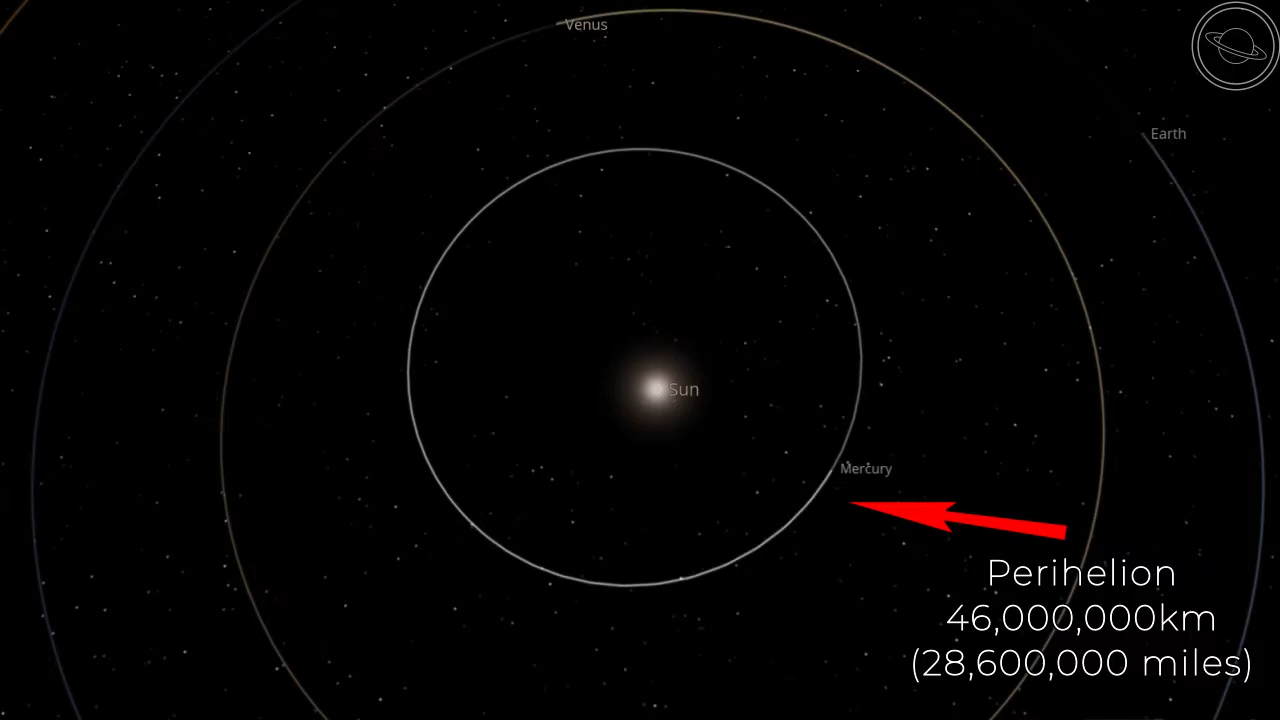 Venus
Earth
Sun
Mercury
Perihelion
46,000,000km
(28,600,000 miles)